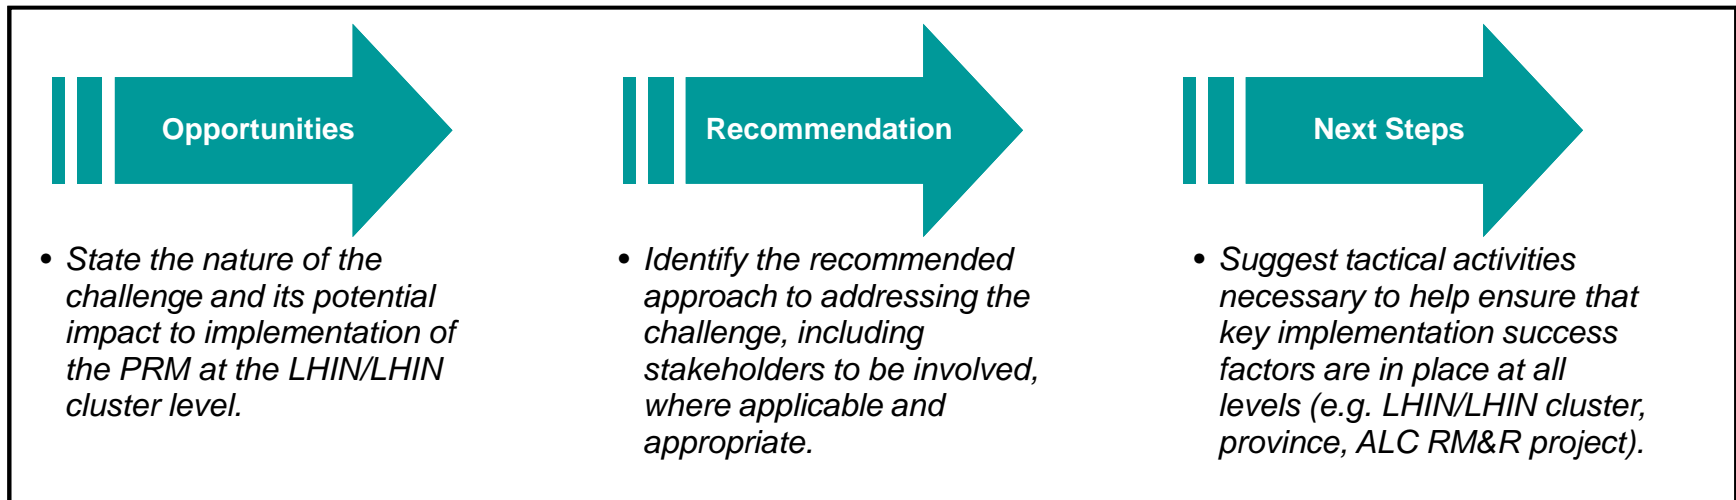 Opportunities
• State the nature of the
challenge and its potential
impact to implementation of
the PRM at the LHIN/LHIN
cluster level.
Recommendation
• Identify the recommended
approach to addressing the
challenge, including
stakeholders to be involved,
where applicable and
appropriate.
Next Steps
• Suggest tactical activities
necessary to help ensure that
key implementation success
factors are in place at all
levels (e.g. LHIN/LHIN cluster,
province, ALC RM&R project).